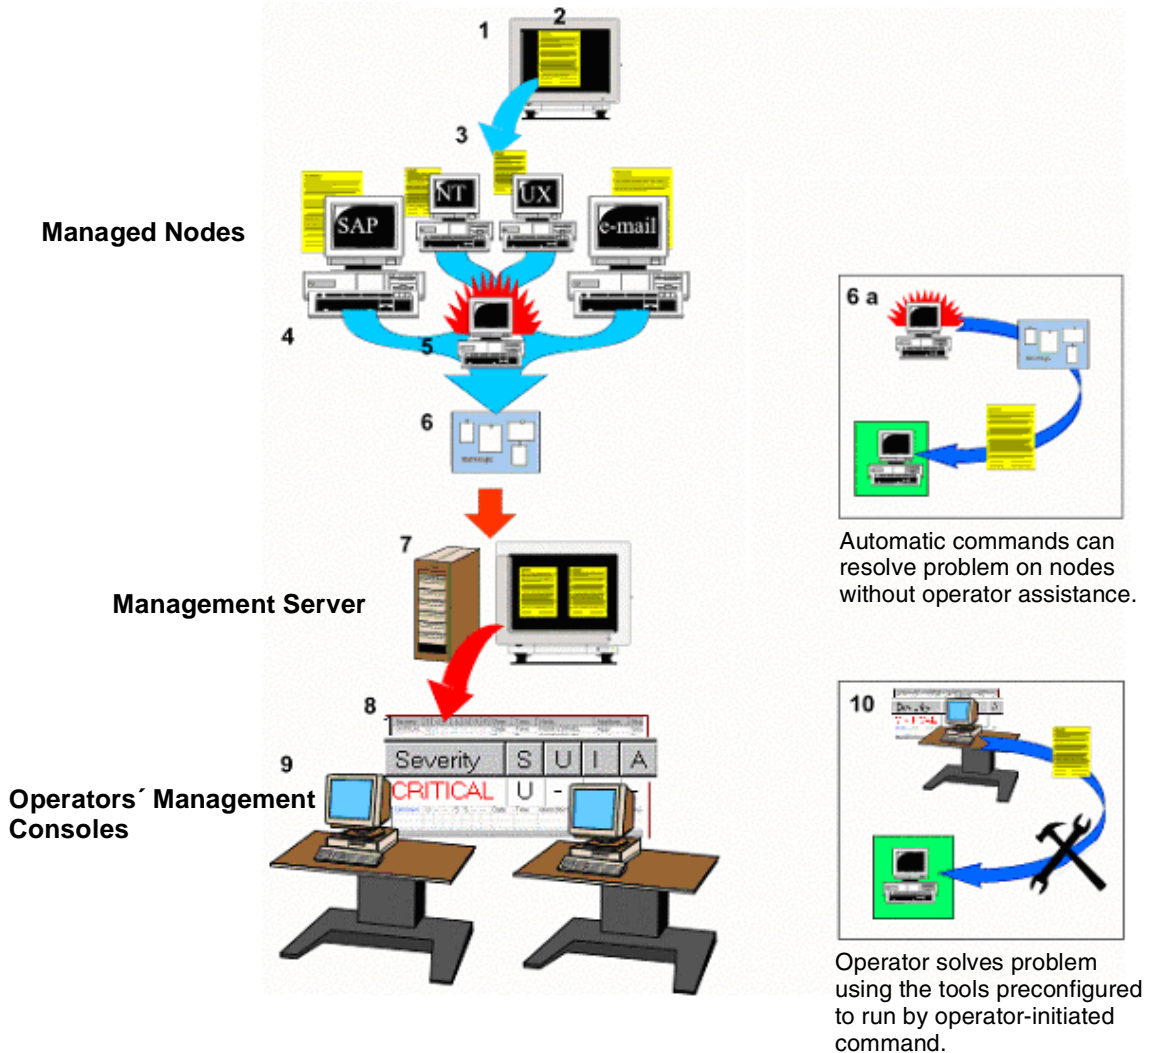 2
1
3
NT
UX
SAP
e-mail
Managed Nodes
4
5
6
message
6 a
Automatic commands can
resolve problem on nodes
without operator assistance.
7
Management Server
8
Severity S U I A
CRITICAL U - -
9
Operators´ Management
Consoles
10
Operator solves problem
using the tools preconfigured
to run by operator-initiated
command.